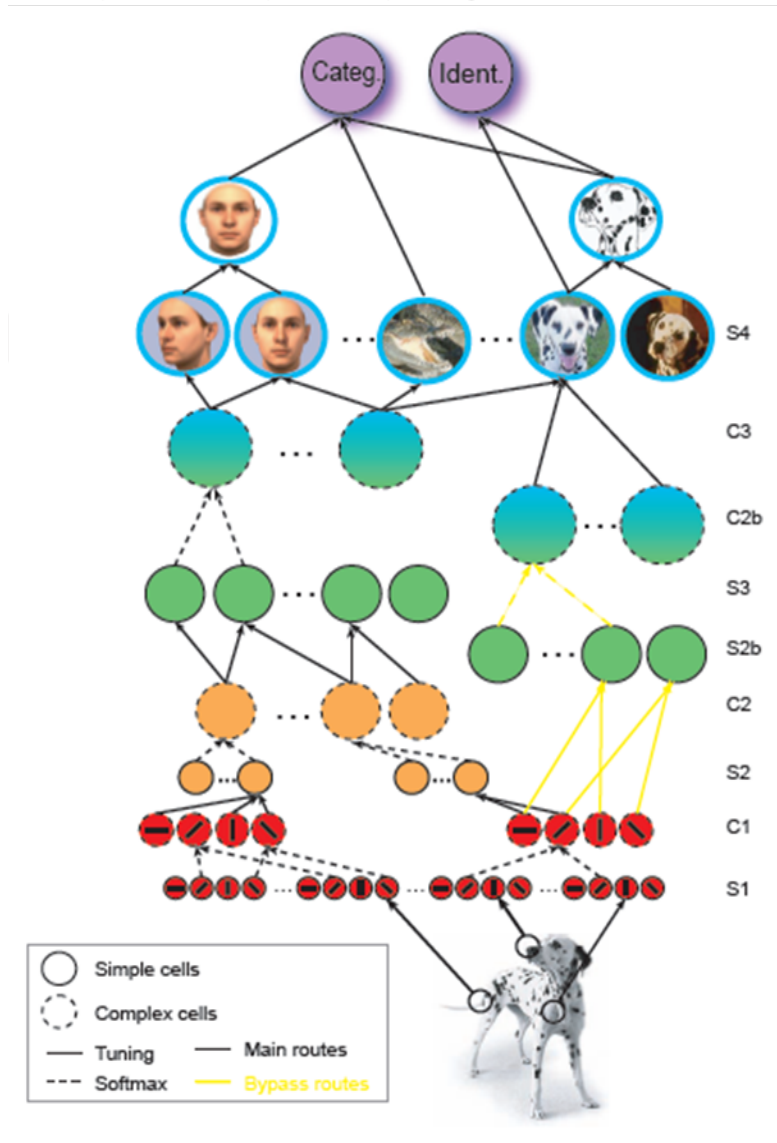 Categ.
Ident.
S4
C3
C2b
S3
S2b
C2
S2
C1
S1
Simple cells
Complex cells
Tuning
Main routes
Softmax
Bypass routes